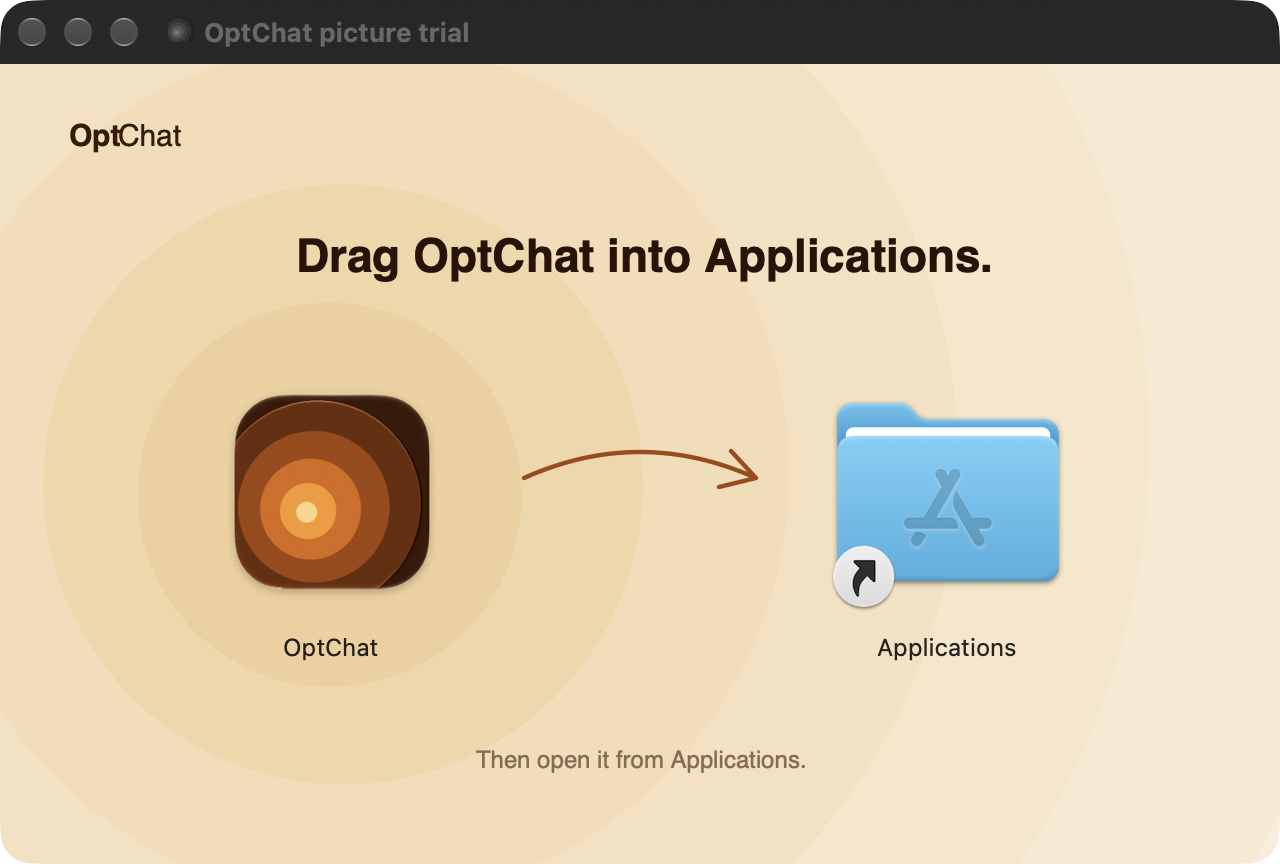 OptChat picture trial
OptChat
Drag OptChat into Applications.
OptChat
Applications
Then open it from Applications.